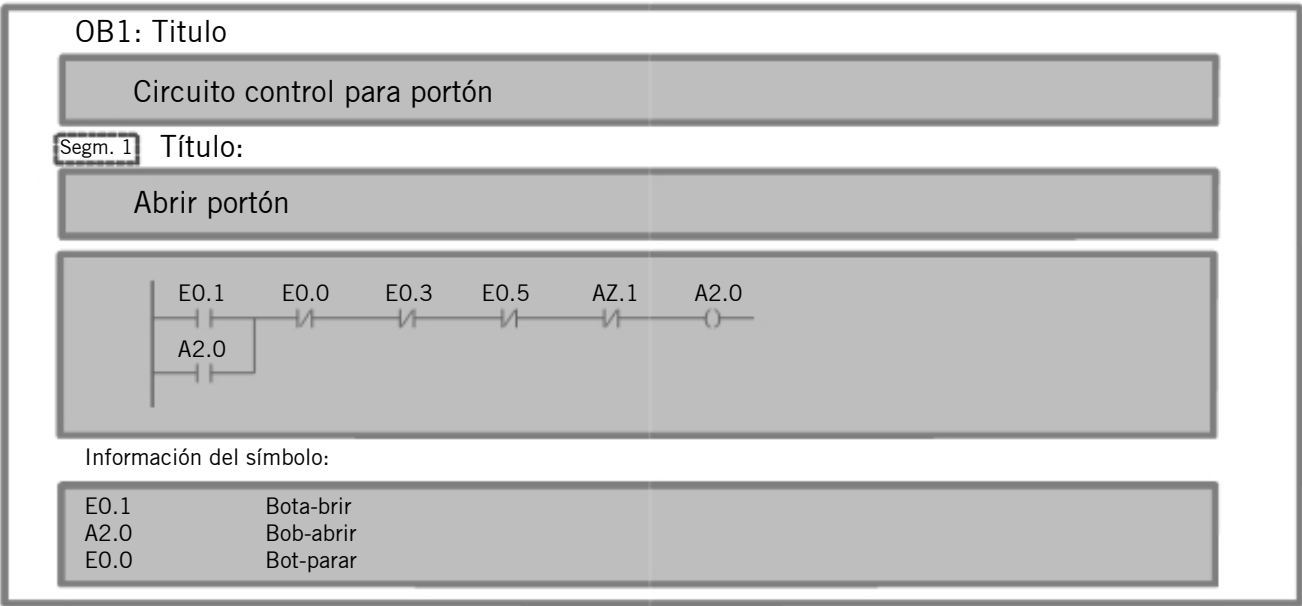 OB1: Titulo
Circuito control para portón
Segm. 1 Título:
Abrir portón
E0.1 E0.0 E0.3 E0.5 AZ.1 A2.0
A2.0
Información del símbolo:
E0.1 Bota-brir
A2.0 Bob-abrir
E0.0 Bot-parar